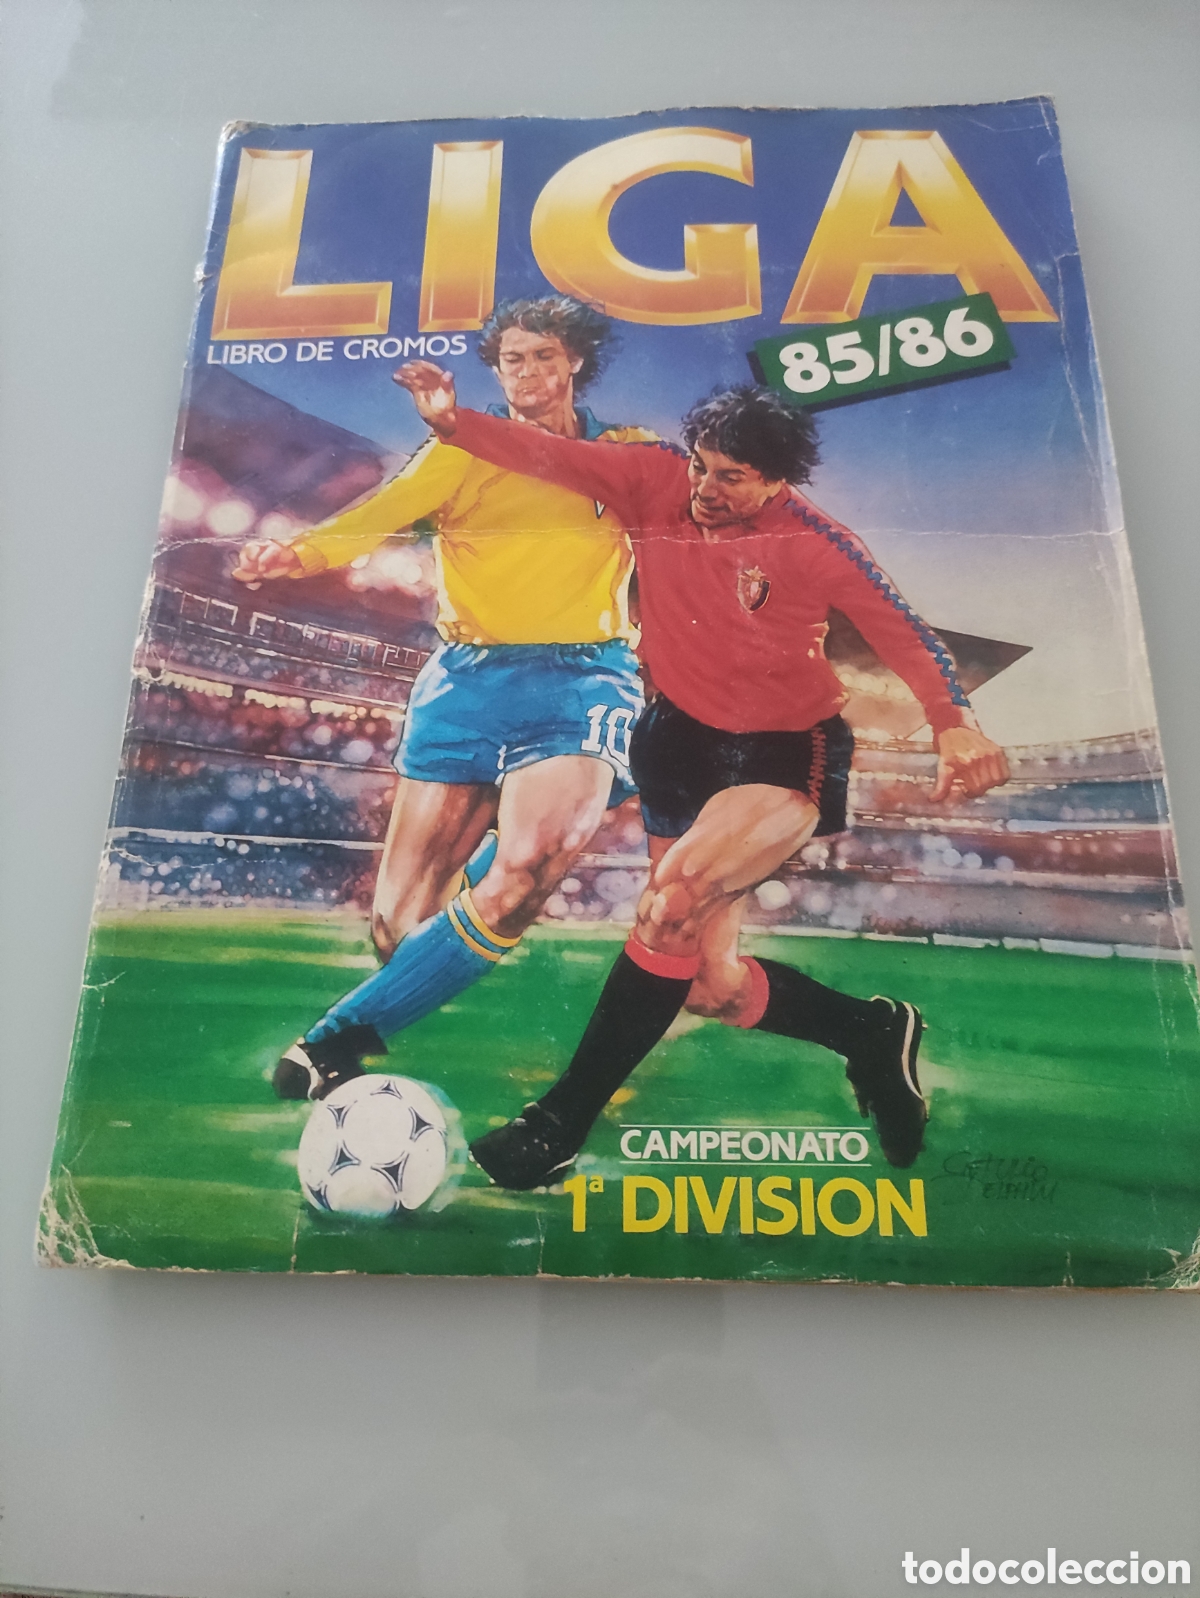 LIGA
LIBRO DE CROMOS
85/86
10
CAMPEONATO
1ª DIVISION
todocoleccion